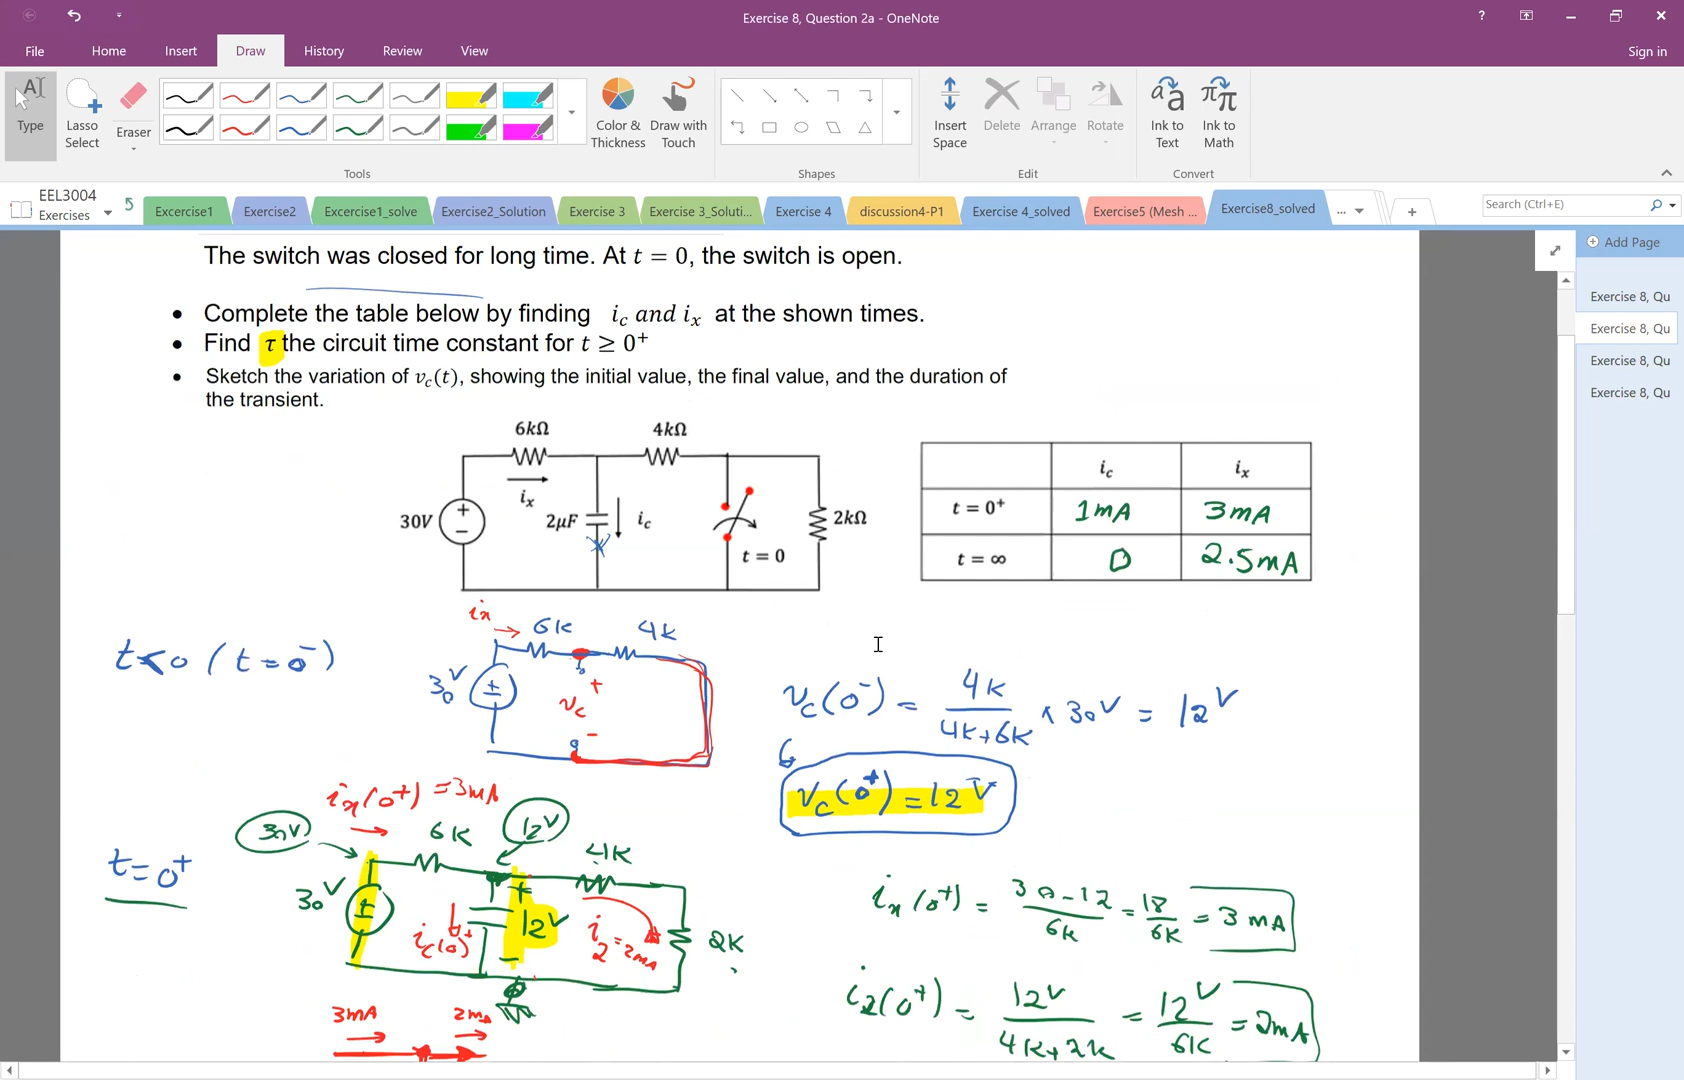 Exercise 8, Question 2a - OneNote
?
File Home Insert Draw History Review View Sign in
Type
Lasso Select
Eraser
Color & Thickness
Draw with Touch
Insert Space
Delete
Arrange
Rotate
Ink to Text
Ink to Math
Tools Shapes Edit Convert
EEL3004 Exercises
Excercise1 Exercise2 Excercise1_solve Exercise2_Solution Exercise 3 Exercise 3_Soluti... Exercise 4 discussion4-P1 Exercise 4_solved Exercise5 (Mesh ... Exercise8_solved ... +
Search (Ctrl+E)
Add Page
Exercise 8, Qu
Exercise 8, Qu
Exercise 8, Qu
Exercise 8, Qu
The switch was closed for long time. At t = 0, the switch is open.
• Complete the table below by finding i_c and i_x at the shown times.
• Find τ the circuit time constant for t ≥ 0⁺
• Sketch the variation of v_c(t), showing the initial value, the final value, and the duration of
the transient.
6kΩ 4kΩ
i_x
30V + − 2μF i_c 2kΩ
t = 0
i_c i_x
t = 0⁺ 1mA 3mA
t = ∞ 0 2.5mA
t<0 (t=0⁻)
i_x 6k 4k
30V ± + v_c −
v_c(0⁻) = 4K / 4K+6K × 30V = 12V
v_c(0⁺) = 12V
t=0⁺
i_x(0⁺) = 3mA
30V 6K 12V 4K
30V ± i_c(0⁺) + 12V − i_2=2mA 2K
i_x(0⁺) = 30-12 / 6K = 18 / 6K = 3 mA
i_2(0⁺) = 12V / 4K+2K = 12V / 6K = 2mA
3mA 2mA